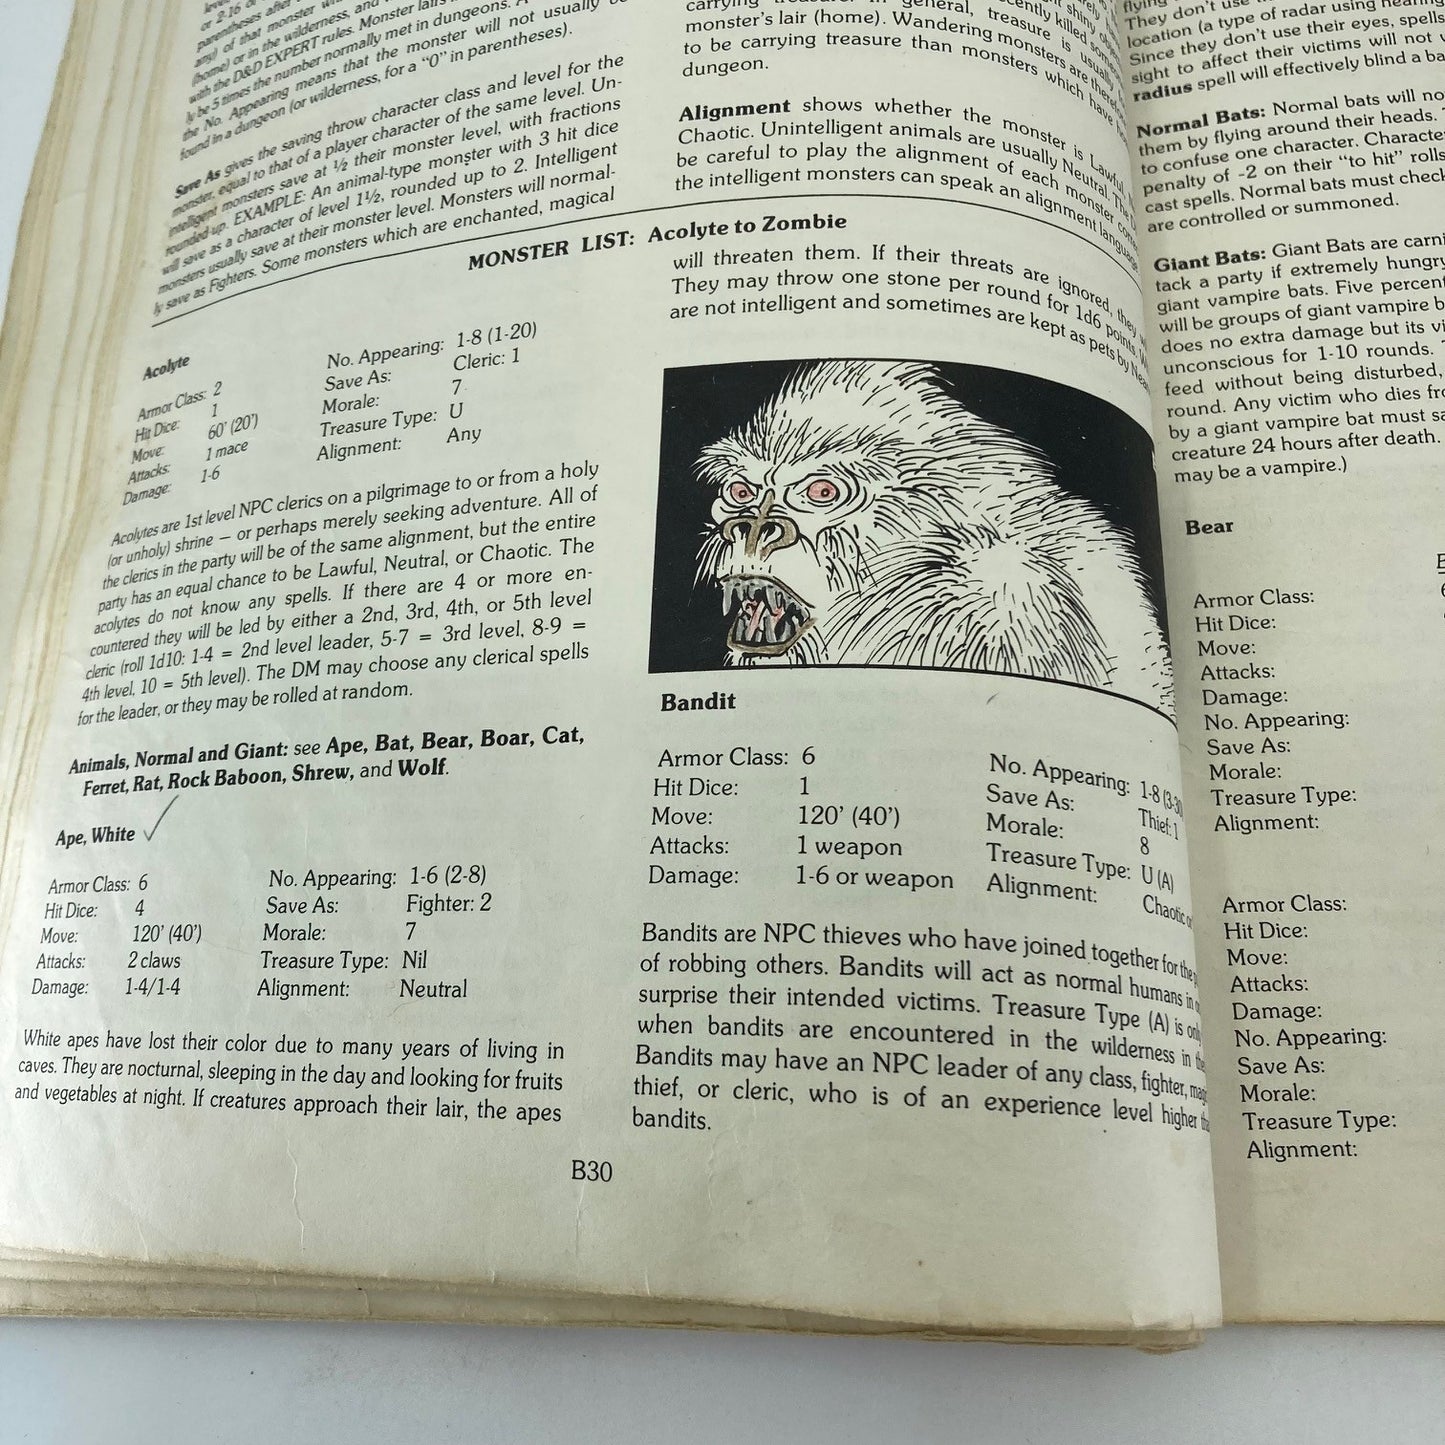 or 2-16 or
parentheses after
any) of that monster with
(home) or in the wilderness, and
with the D&D EXPERT rules. Monster lairs
ly be 5 times the number normally met in dungeons. A
the No. Appearing means that the monster will not usually be
found in a dungeon (or wilderness, for a "0" in parentheses).
Save As gives the saving throw character class and level for the
monster, equal to that of a player character of the same level. Un-
intelligent monsters save at ½ their monster level, with fractions
rounded up. EXAMPLE: An animal-type monster with 3 hit dice
will save as a character of level 1½, rounded up to 2. Intelligent
monsters usually save at their monster level. Monsters will normal-
ly save as Fighters. Some monsters which are enchanted, magical
carrying treasure. In general, treasure is usually
monster's lair (home). Wandering monsters are
to be carrying treasure than monsters which have
dungeon.
Alignment shows whether the monster is Lawful,
Chaotic. Unintelligent animals are usually Neutral. The
be careful to play the alignment of each monster
the intelligent monsters can speak an alignment language
MONSTER LIST: Acolyte to Zombie
Acolyte
Armor Class: 2
Hit Dice: 1
Move: 60' (20')
Attacks: 1 mace
Damage: 1-6
No. Appearing: 1-8 (1-20)
Save As: Cleric: 1
Morale: 7
Treasure Type: U
Alignment: Any
Acolytes are 1st level NPC clerics on a pilgrimage to or from a holy
(or unholy) shrine — or perhaps merely seeking adventure. All of
the clerics in the party will be of the same alignment, but the entire
party has an equal chance to be Lawful, Neutral, or Chaotic. The
acolytes do not know any spells. If there are 4 or more en-
countered they will be led by either a 2nd, 3rd, 4th, or 5th level
cleric (roll 1d10: 1-4 = 2nd level leader, 5-7 = 3rd level, 8-9 =
4th level, 10 = 5th level). The DM may choose any clerical spells
for the leader, or they may be rolled at random.
Animals, Normal and Giant: see Ape, Bat, Bear, Boar, Cat,
Ferret, Rat, Rock Baboon, Shrew, and Wolf.
Ape, White
Armor Class: 6
Hit Dice: 4
Move: 120' (40')
Attacks: 2 claws
Damage: 1-4/1-4
No. Appearing: 1-6 (2-8)
Save As: Fighter: 2
Morale: 7
Treasure Type: Nil
Alignment: Neutral
White apes have lost their color due to many years of living in
caves. They are nocturnal, sleeping in the day and looking for fruits
and vegetables at night. If creatures approach their lair, the apes
will threaten them. If their threats are ignored, they
They may throw one stone per round for 1d6 points.
are not intelligent and sometimes are kept as pets by
Bandit
Armor Class: 6
Hit Dice: 1
Move: 120' (40')
Attacks: 1 weapon
Damage: 1-6 or weapon
No. Appearing: 1-8 (3-30
Save As: Thief: 1
Morale: 8
Treasure Type: U (A)
Alignment: Chaotic or
Bandits are NPC thieves who have joined together for the
of robbing others. Bandits will act as normal humans in
surprise their intended victims. Treasure Type (A) is only
when bandits are encountered in the wilderness in the
Bandits may have an NPC leader of any class, fighter,
thief, or cleric, who is of an experience level higher
bandits.
B30
They don't use
location (a type of radar using hearing
Since they don't use their eyes, spells
sight to affect their victims will not
radius spell will effectively blind a
Normal Bats: Normal bats will
them by flying around their heads.
to confuse one character.
penalty of -2 on their "to hit" rolls
cast spells. Normal bats must check
are controlled or summoned.
Giant Bats: Giant Bats are
tack a party if extremely hungry
giant vampire bats. Five percent
will be groups of giant vampire
does no extra damage but its
unconscious for 1-10 rounds.
feed without being disturbed,
round. Any victim who dies
by a giant vampire bat must
creature 24 hours after death.
may be a vampire.)
Bear
Armor Class:
Hit Dice:
Move:
Attacks:
Damage:
No. Appearing:
Save As:
Morale:
Treasure Type:
Alignment:
Armor Class:
Hit Dice:
Move:
Attacks:
Damage:
No. Appearing:
Save As:
Morale:
Treasure Type:
Alignment: